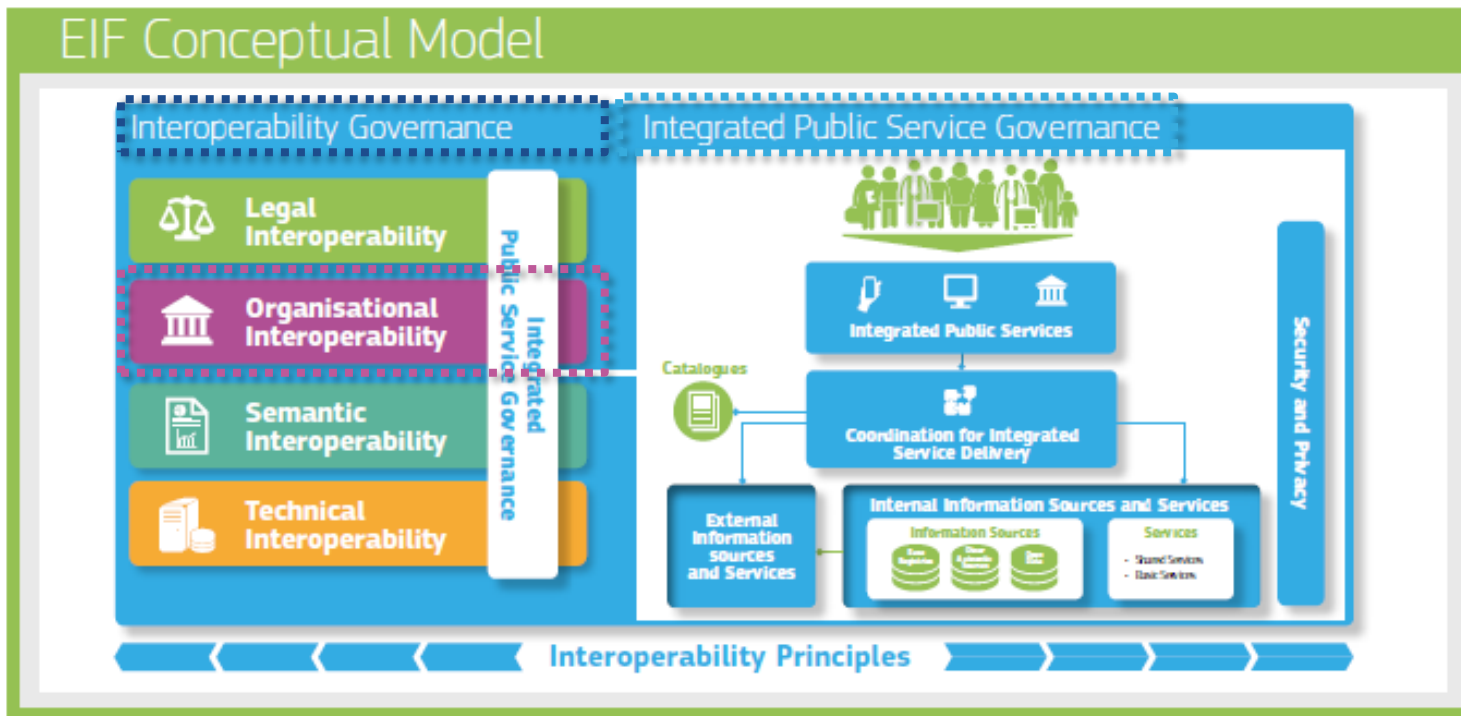 EIF Conceptual Model
Interoperability Governance
Integrated Public Service Governance
Legal
Interoperability
Organisational
Interoperability
Semantic
Interoperability
Technical
Interoperability
Integrated
Public Service Governance
Integrated Public Services
Catalogues
Coordination for Integrated
Service Delivery
External
Information
sources
and Services
Internal Information Sources and Services
Information Sources
Services
- Shared Services
- Basic Services
Security and Privacy
Interoperability Principles